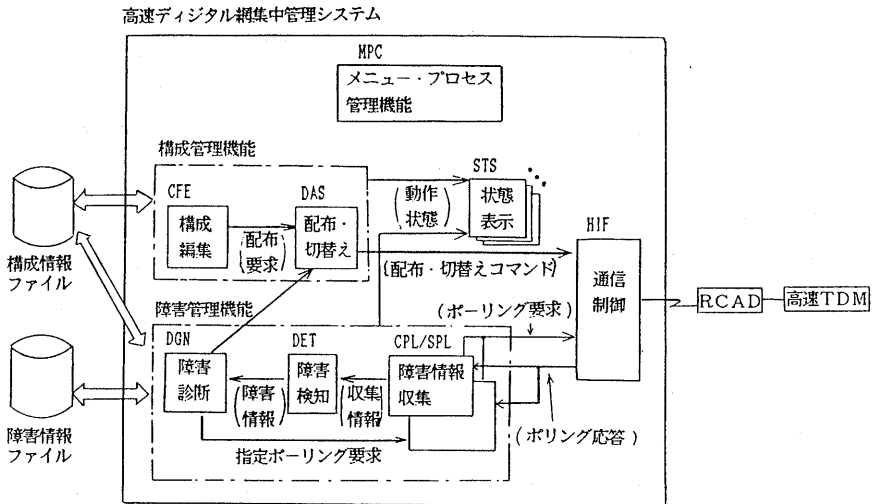 高速ディジタル網集中管理システム
MPC
メニュー・プロセス
管理機能
構成管理機能
CFE
構成
編集
(配布
要求)
DAS
配布・
切替え
(動作
状態)
STS
状態
表示
HIF
通信
制御
(配布・切替えコマンド)
構成情報
ファイル
RCAD
高速TDM
障害管理機能
(ポーリング要求)
DGN
障害
診断
(障害
情報)
DET
障害
検知
(収集
情報)
CPL/SPL
障害情報
収集
(ポリング応答)
指定ポーリング要求
障害情報
ファイル